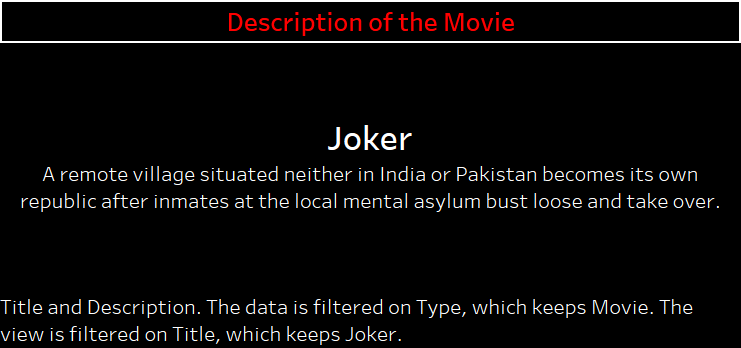 Description of the Movie
Joker
A remote village situated neither in India or Pakistan becomes its own
republic after inmates at the local mental asylum bust loose and take over.
Title and Description. The data is filtered on Type, which keeps Movie. The
view is filtered on Title, which keeps Joker.